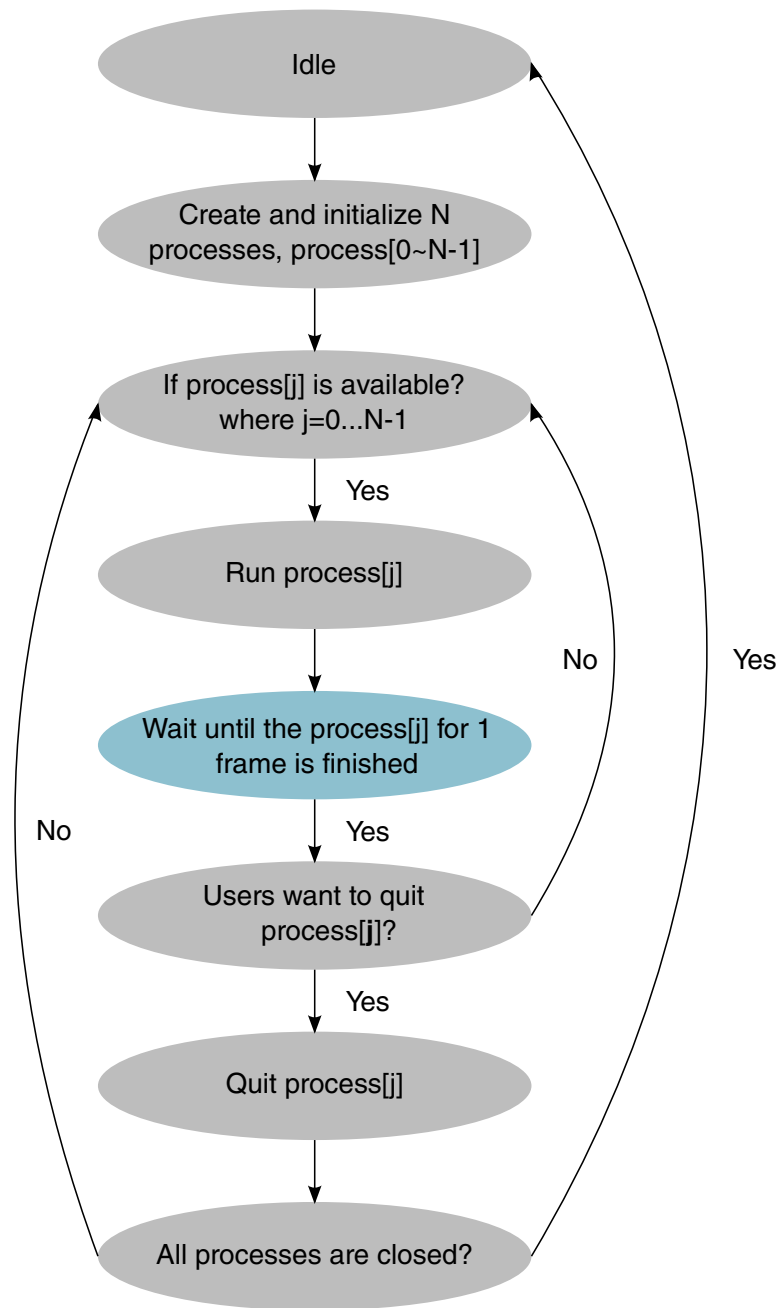 Idle
Create and initialize N
processes, process[0~N-1]
If process[j] is available?
where j=0...N-1
Yes
Run process[j]
No
Yes
Wait until the process[j] for 1
frame is finished
No
Yes
Users want to quit
process[j]?
Yes
Quit process[j]
All processes are closed?